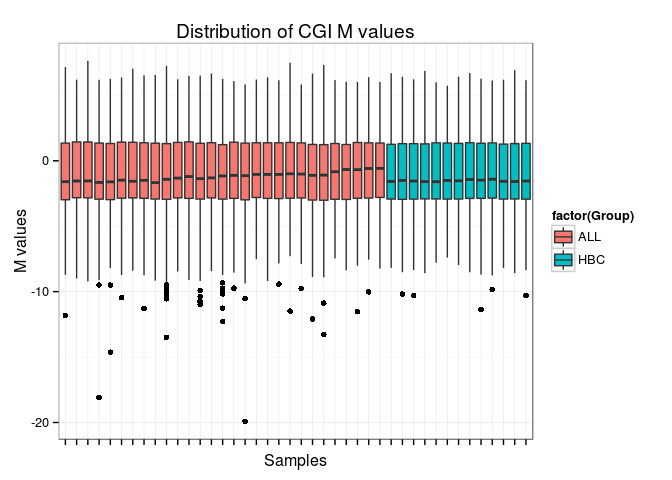 Distribution of CGI M values
M values
0
-10
-20
Samples
factor(Group)
ALL
HBC